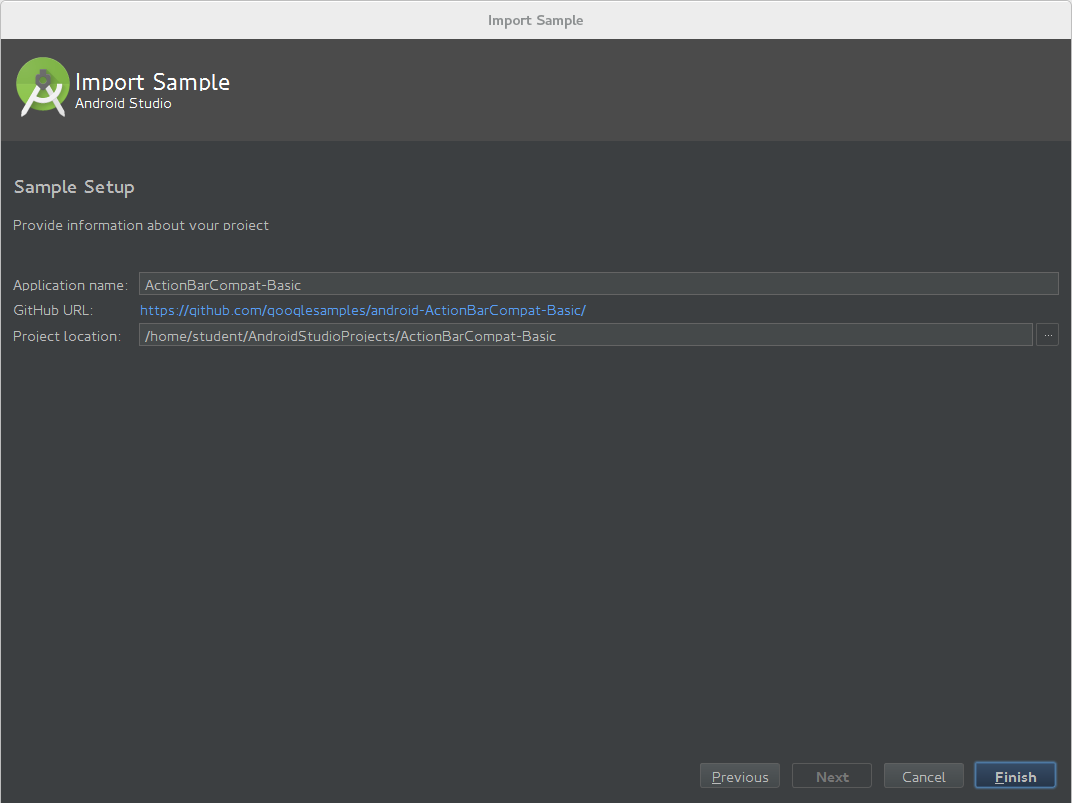 Import Sample
Import Sample
Android Studio
Sample Setup
Provide information about your project
Application name: ActionBarCompat-Basic
GitHub URL: https://github.com/googlesamples/android-ActionBarCompat-Basic/
Project location: /home/student/AndroidStudioProjects/ActionBarCompat-Basic ...
Previous Next Cancel Finish